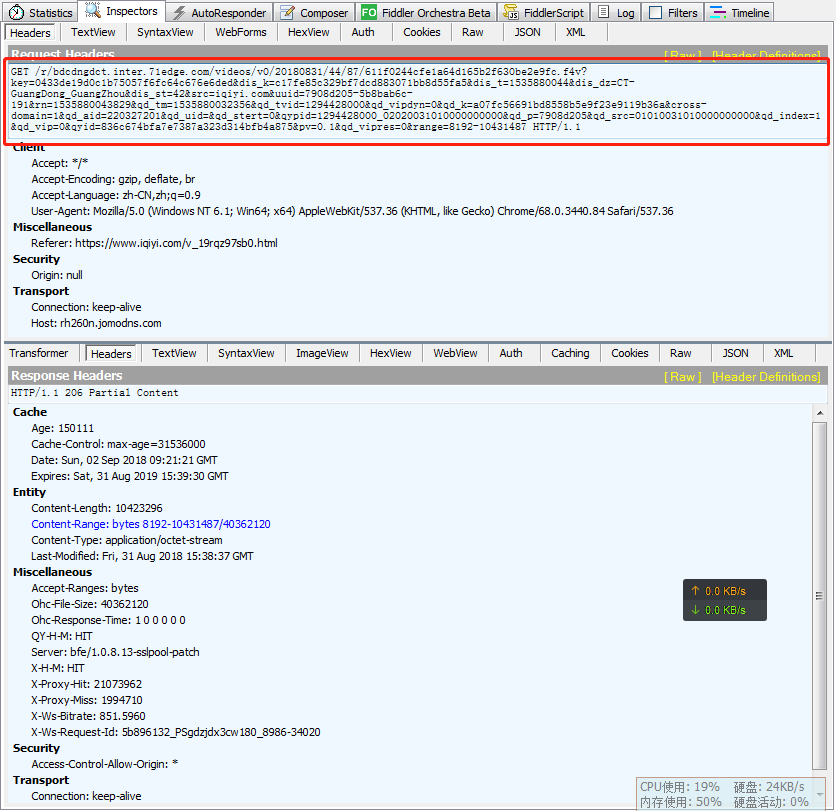 Statistics Inspectors AutoResponder Composer FO Fiddler Orchestra Beta JS FiddlerScript Log Filters Timeline
Headers TextView SyntaxView WebForms HexView Auth Cookies Raw JSON XML
Request Headers [ Raw ] [Header Definitions]
GET /r/bdcdngdct.inter.71edge.com/videos/v0/20180831/44/87/611f0244cfe1a64d165b2f630be2e9fc.f4v?
key=0433de19d0c1b75057f6fc64c676e6ded&dis_k=c17fe85c329bf7dcd883071bb8d55fa5&dis_t=1535880044&dis_dz=CT-
GuangDong_GuangZhou&dis_st=42&src=iqiyi.com&uuid=7908d205-5b8bab6c-
191&rn=1535880043829&qd_tm=1535880032356&qd_tvid=1294428000&qd_vipdyn=0&qd_k=a07fc56691bd8558b5e9f23e9119b36a&cross-
domain=1&qd_aid=220327201&qd_uid=&qd_stert=0&qypid=1294428000_02020031010000000000&qd_p=7908d205&qd_src=01010031010000000000&qd_index=1
&qd_vip=0&qyid=836c674bfa7e7387a323d314bfb4a875&pv=0.1&qd_vipres=0&range=8192-10431487 HTTP/1.1
Client
Accept: */*
Accept-Encoding: gzip, deflate, br
Accept-Language: zh-CN,zh;q=0.9
User-Agent: Mozilla/5.0 (Windows NT 6.1; Win64; x64) AppleWebKit/537.36 (KHTML, like Gecko) Chrome/68.0.3440.84 Safari/537.36
Miscellaneous
Referer: https://www.iqiyi.com/v_19rqz97sb0.html
Security
Origin: null
Transport
Connection: keep-alive
Host: rh260n.jomodns.com
Transformer Headers TextView SyntaxView ImageView HexView WebView Auth Caching Cookies Raw JSON XML
Response Headers [ Raw ] [Header Definitions]
HTTP/1.1 206 Partial Content
Cache
Age: 150111
Cache-Control: max-age=31536000
Date: Sun, 02 Sep 2018 09:21:21 GMT
Expires: Sat, 31 Aug 2019 15:39:30 GMT
Entity
Content-Length: 10423296
Content-Range: bytes 8192-10431487/40362120
Content-Type: application/octet-stream
Last-Modified: Fri, 31 Aug 2018 15:38:37 GMT
Miscellaneous
Accept-Ranges: bytes
Ohc-File-Size: 40362120
↑ 0.0 KB/s
Ohc-Response-Time: 1 0 0 0 0 0
↓ 0.0 KB/s
QY-H-M: HIT
Server: bfe/1.0.8.13-sslpool-patch
X-H-M: HIT
X-Proxy-Hit: 21073962
X-Proxy-Miss: 1994710
X-Ws-Bitrate: 851.5960
X-Ws-Request-Id: 5b896132_PSgdzjdx3cw180_8986-34020
Security
Access-Control-Allow-Origin: *
Transport
CPU使用: 19% 硬盘: 24KB/s
Connection: keep-alive
内存使用: 50% 硬盘活动: 0%